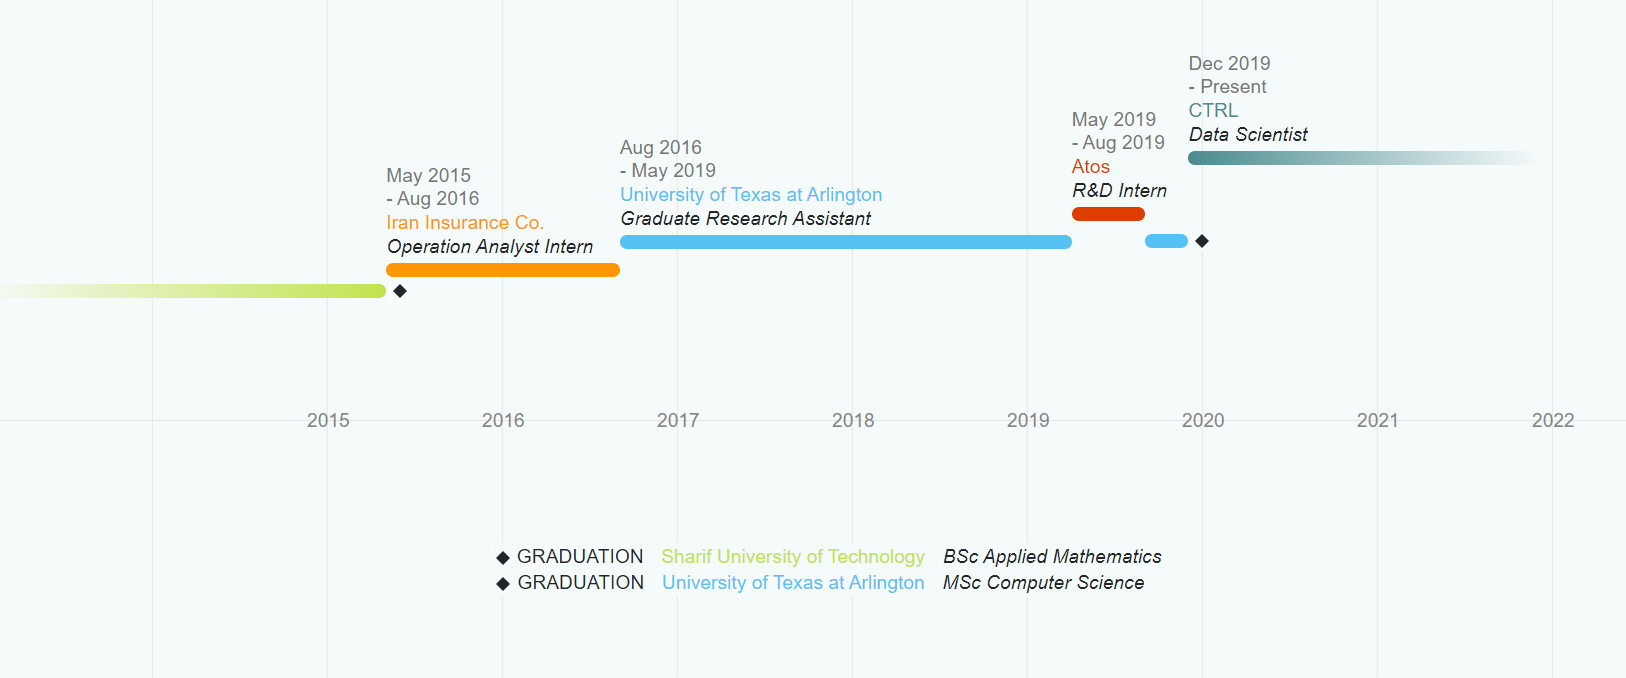 Dec 2019
- Present
CTRL
Data Scientist
May 2019
- Aug 2019
Atos
R&D Intern
Aug 2016
- May 2019
University of Texas at Arlington
Graduate Research Assistant
May 2015
- Aug 2016
Iran Insurance Co.
Operation Analyst Intern
2015 2016 2017 2018 2019 2020 2021 2022
GRADUATION Sharif University of Technology BSc Applied Mathematics
GRADUATION University of Texas at Arlington MSc Computer Science